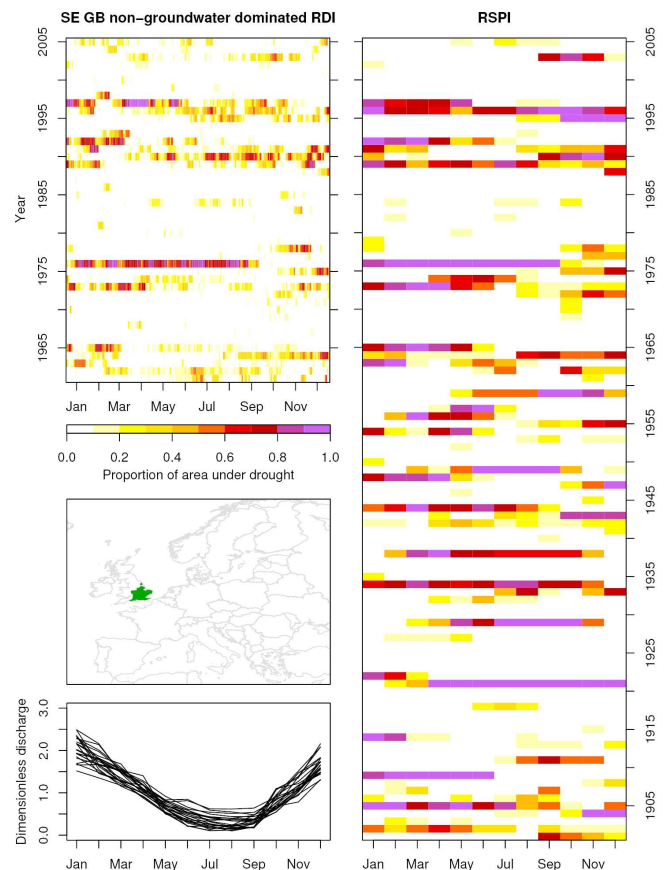 SE GB non−groundwater dominated RDI
RSPI
Year
2005
1995
1985
1975
1965
Jan Mar May Jul Sep Nov
0.0 0.2 0.4 0.6 0.8 1.0
Proportion of area under drought
Dimensionless discharge
3.0
2.0
1.0
0.0
Jan Mar May Jul Sep Nov
2005
1995
1985
1975
1965
1955
1945
1935
1925
1915
1905
Jan Mar May Jul Sep Nov